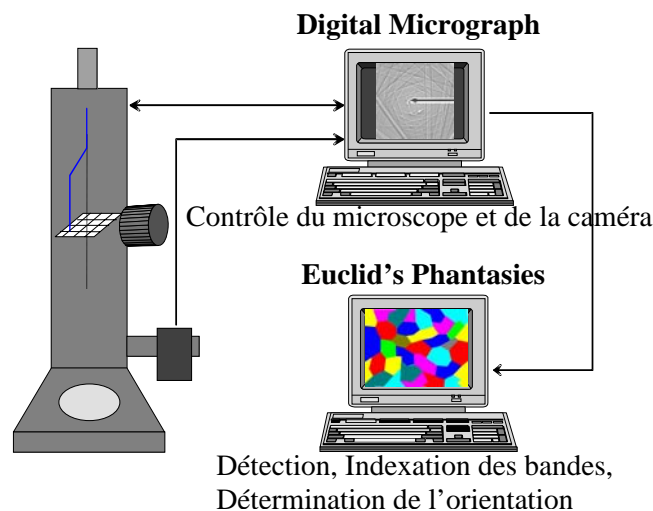 Digital Micrograph
Contrôle du microscope et de la caméra
Euclid's Phantasies
Détection, Indexation des bandes,
Détermination de l'orientation